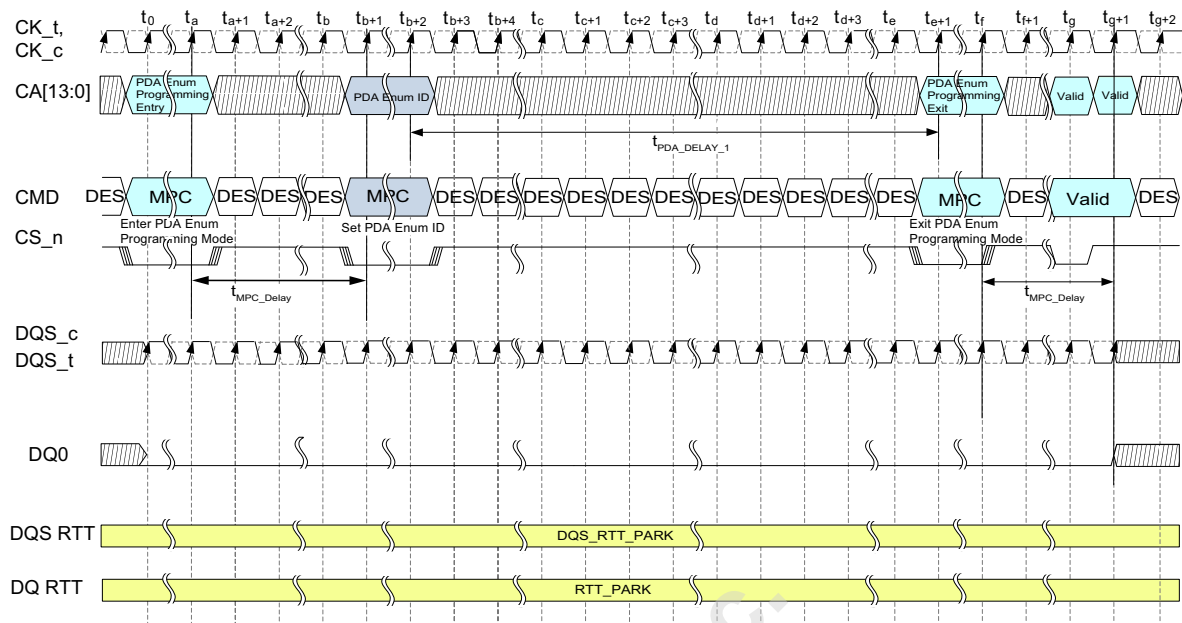 t0 ta ta+1 ta+2 tb tb+1 tb+2 tb+3 tb+4 tc tc+1 tc+2 tc+3 td td+1 td+2 td+3 te te+1 tf tf+1 tg tg+1 tg+2
CK_t,
CK_c
CA[13:0]
PDA Enum
Programming
Entry
PDA Enum ID
PDA Enum
Programming
Exit
Valid
Valid
tPDA_DELAY_1
CMD
DES MPC DES DES DES MPC DES DES DES DES DES DES DES DES DES DES DES DES MPC DES Valid DES
Enter PDA Enum
Programming Mode
Set PDA Enum ID
Exit PDA Enum
Programming Mode
CS_n
tMPC_Delay
tMPC_Delay
DQS_c
DQS_t
DQ0
DQS RTT
DQS_RTT_PARK
DQ RTT
RTT_PARK